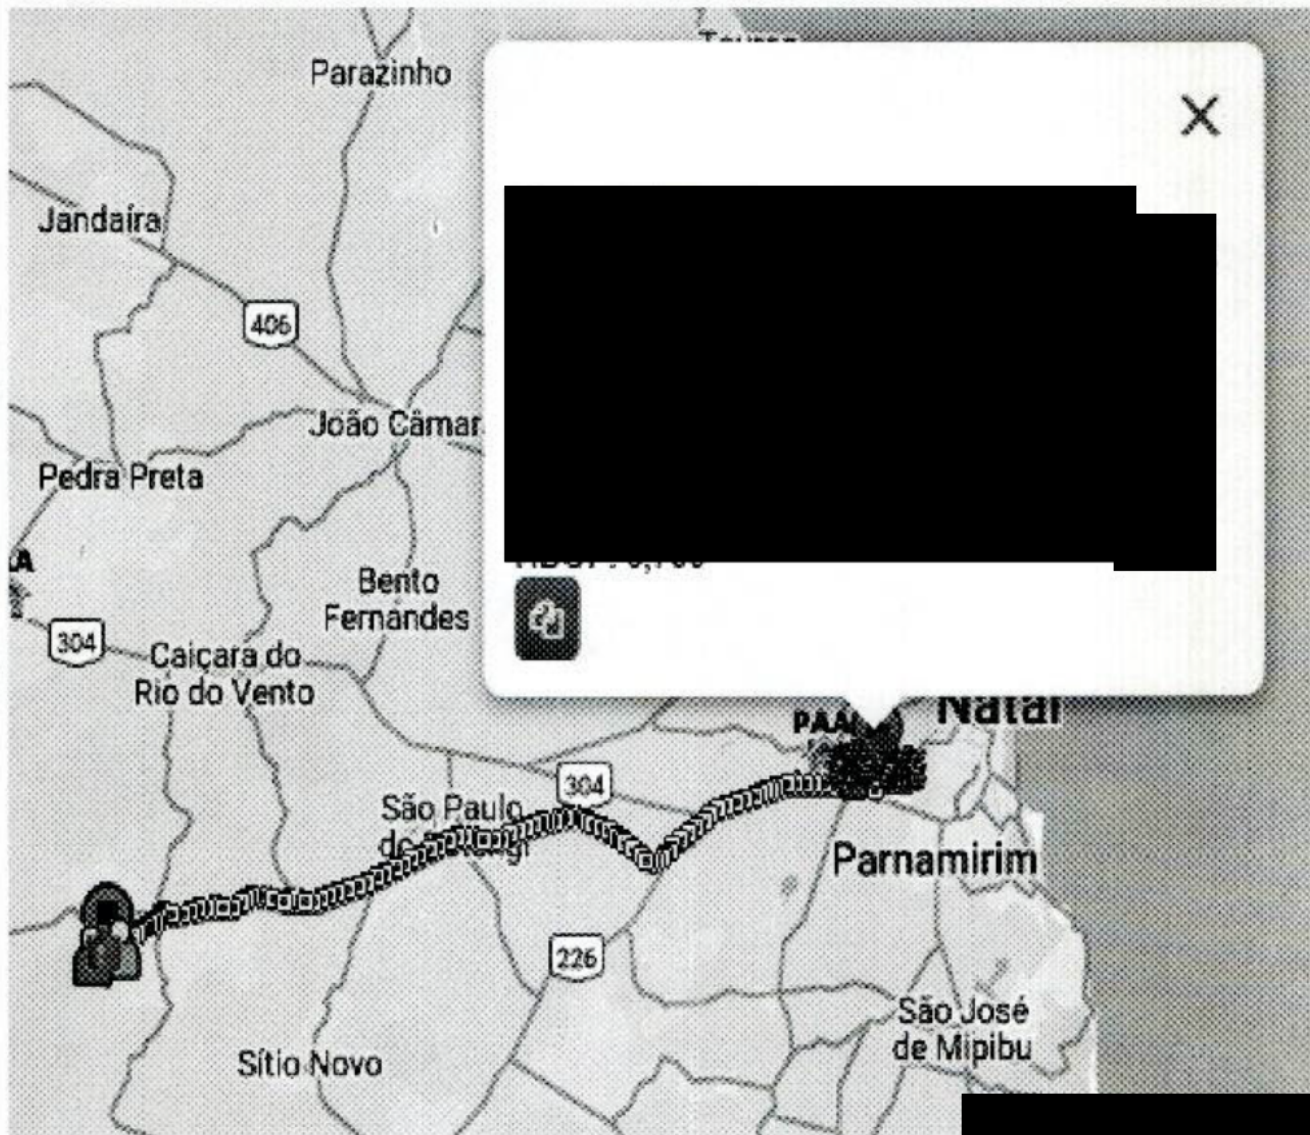 Parazinho
Jandaíra
406
João Câmar
Pedra Preta
Bento
Fernandes
304
Caiçara do
Rio do Vento
Natal
PAA
304
São Paulo
Parnamirim
226
São José
de Mipibu
Sítio Novo